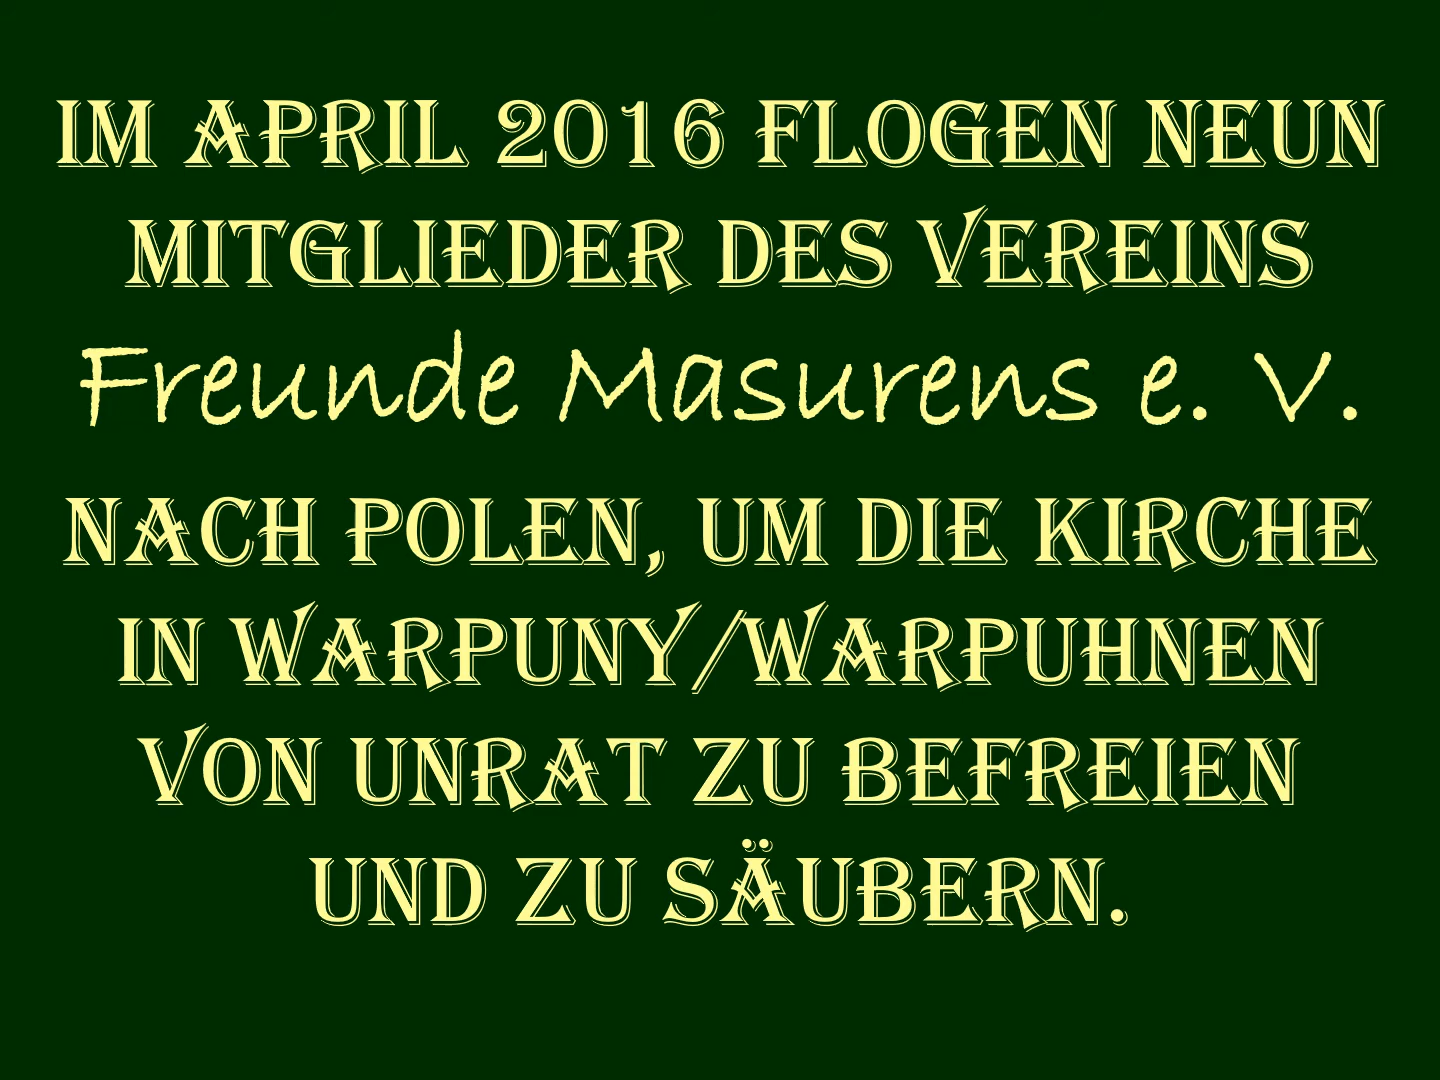 IM APRIL 2016 FLOGEN NEUN
MITGLIEDER DES VEREINS
Freunde Masurens e. V.
NACH POLEN, UM DIE KIRCHE
IN WARPUNY/WARPUHNEN
VON UNRAT ZU BEFREIEN
UND ZU SÄUBERN.